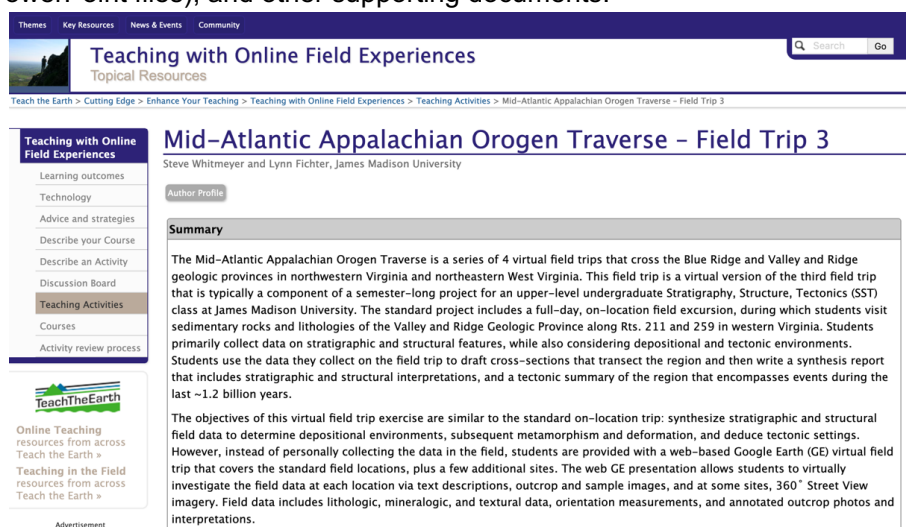 owerPoint files), and other supporting documents.
Themes Key Resources News & Events Community
Teaching with Online Field Experiences
Topical Resources
Search Go
Teach the Earth > Cutting Edge > Enhance Your Teaching > Teaching with Online Field Experiences > Teaching Activities > Mid-Atlantic Appalachian Orogen Traverse - Field Trip 3
Teaching with Online
Field Experiences
Learning outcomes
Technology
Advice and strategies
Describe your Course
Describe an Activity
Discussion Board
Teaching Activities
Courses
Activity review process
TeachTheEarth
Online Teaching
resources from across
Teach the Earth »
Teaching in the Field
resources from across
Teach the Earth »
Advertisement
Mid-Atlantic Appalachian Orogen Traverse - Field Trip 3
Steve Whitmeyer and Lynn Fichter, James Madison University
Author Profile
Summary
The Mid-Atlantic Appalachian Orogen Traverse is a series of 4 virtual field trips that cross the Blue Ridge and Valley and Ridge
geologic provinces in northwestern Virginia and northeastern West Virginia. This field trip is a virtual version of the third field trip
that is typically a component of a semester-long project for an upper-level undergraduate Stratigraphy, Structure, Tectonics (SST)
class at James Madison University. The standard project includes a full-day, on-location field excursion, during which students visit
sedimentary rocks and lithologies of the Valley and Ridge Geologic Province along Rts. 211 and 259 in western Virginia. Students
primarily collect data on stratigraphic and structural features, while also considering depositional and tectonic environments.
Students use the data they collect on the field trip to draft cross-sections that transect the region and then write a synthesis report
that includes stratigraphic and structural interpretations, and a tectonic summary of the region that encompasses events during the
last ~1.2 billion years.
The objectives of this virtual field trip exercise are similar to the standard on-location trip: synthesize stratigraphic and structural
field data to determine depositional environments, subsequent metamorphism and deformation, and deduce tectonic settings.
However, instead of personally collecting the data in the field, students are provided with a web-based Google Earth (GE) virtual field
trip that covers the standard field locations, plus a few additional sites. The web GE presentation allows students to virtually
investigate the field data at each location via text descriptions, outcrop and sample images, and at some sites, 360˚ Street View
imagery. Field data includes lithologic, mineralogic, and textural data, orientation measurements, and annotated outcrop photos and
interpretations.